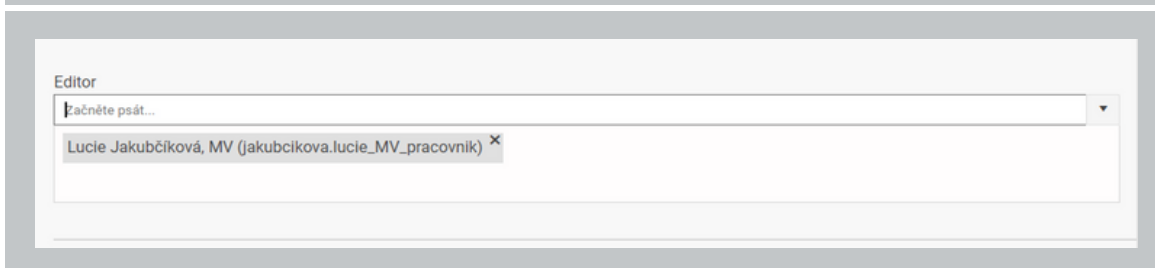 Editor
Začněte psát...
Lucie Jakubčíková, MV (jakubcikova.lucie_MV_pracovnik) ×